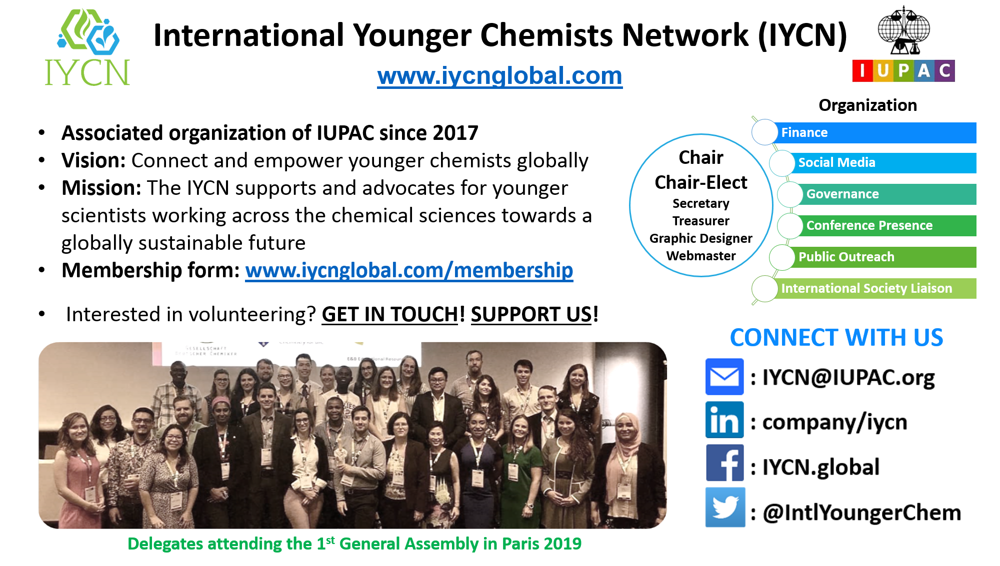 IYCN
International Younger Chemists Network (IYCN)
www.iycnglobal.com
IUPAC
• Associated organization of IUPAC since 2017
• Vision: Connect and empower younger chemists globally
• Mission: The IYCN supports and advocates for younger
scientists working across the chemical sciences towards a
globally sustainable future
• Membership form: www.iycnglobal.com/membership
• Interested in volunteering? GET IN TOUCH! SUPPORT US!
Organization
Chair
Chair-Elect
Secretary
Treasurer
Graphic Designer
Webmaster
Finance
Social Media
Governance
Conference Presence
Public Outreach
International Society Liaison
GESELLSCHAFT
DEUTSCHER CHEMIKER
Delegates attending the 1st General Assembly in Paris 2019
CONNECT WITH US
: IYCN@IUPAC.org
in : company/iycn
f : IYCN.global
: @IntlYoungerChem